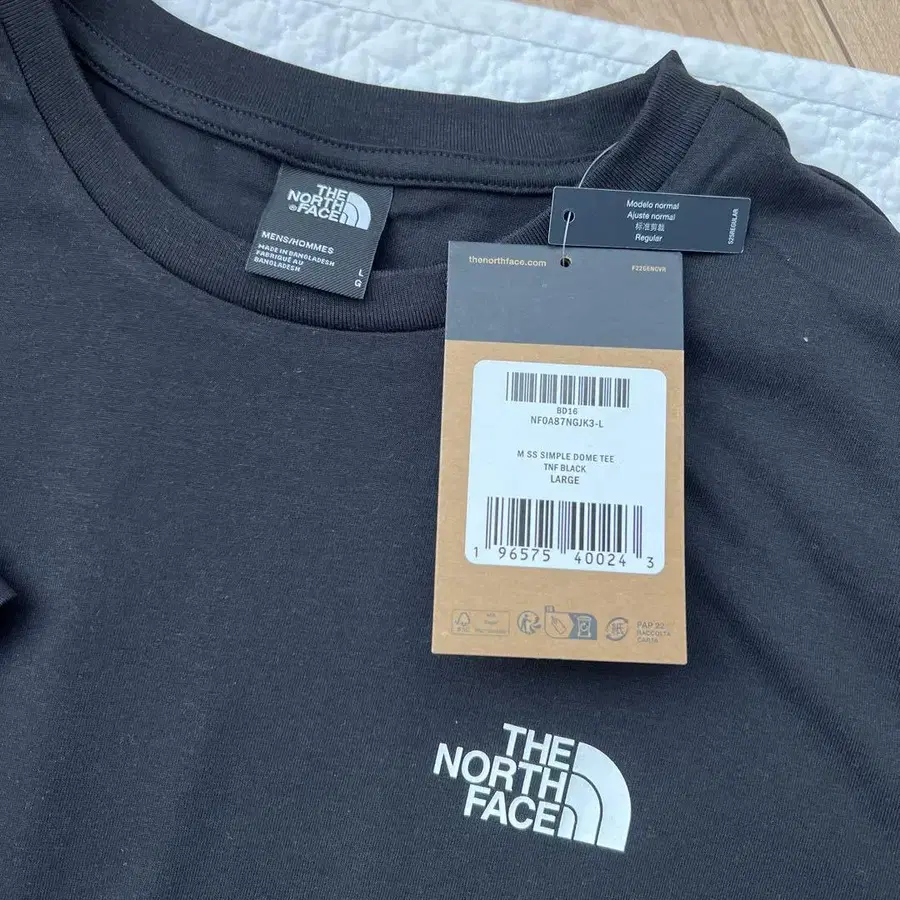 THE
NORTH
FACE
MENS/HOMMES
MADE IN BANGLADESH
FABRIQUÉ AU
BANGLADESH
L
G
Modelo normal
Ajuste normal
标准剪裁
Regular
S25REGULAR
thenorthface.com
BD16
NF0A87NGJK3-L
M SS SIMPLE DOME TEE
TNF BLACK
LARGE
1 96575 40024 3
FSC
PAP 22
RACCOLTA
CARTA
THE
NORTH
FACE